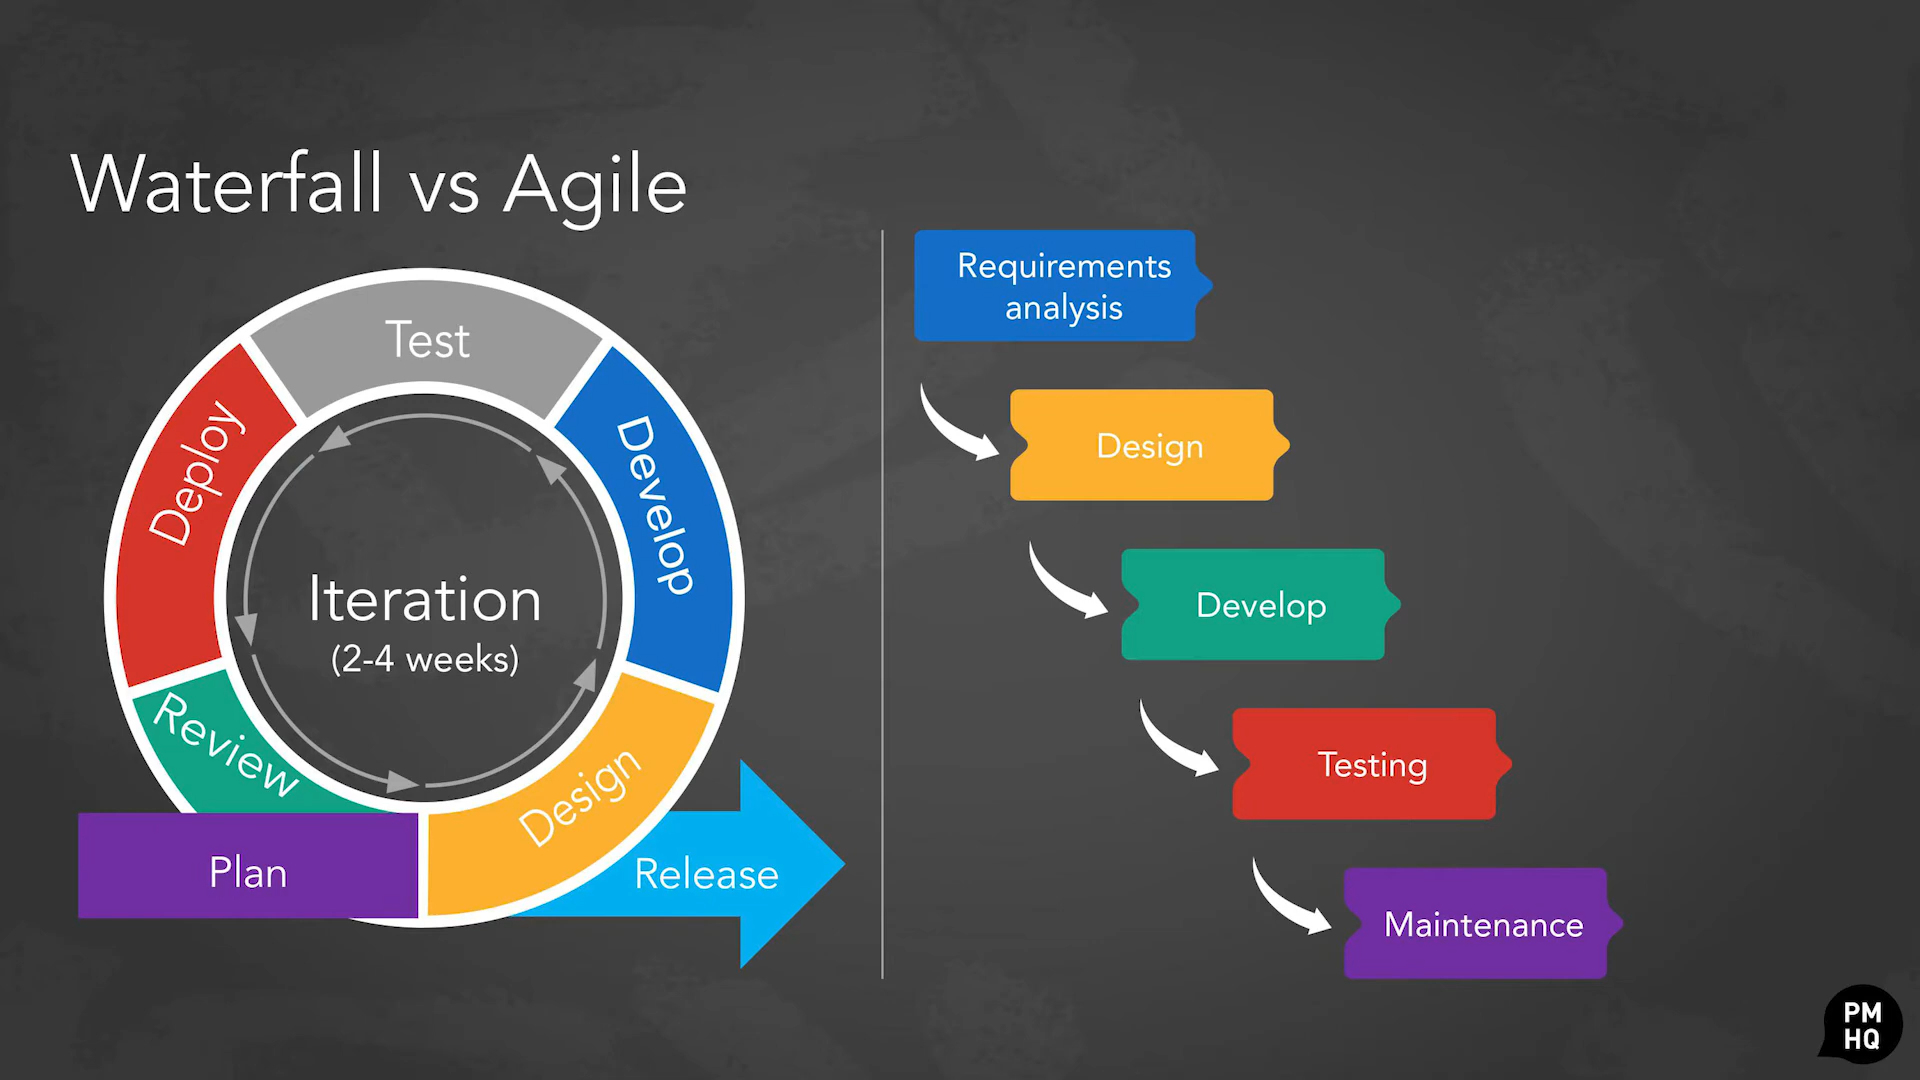 Waterfall vs Agile
Test
Deploy
Develop
Iteration
(2-4 weeks)
Review
Design
Plan
Release
Requirements
analysis
Design
Develop
Testing
Maintenance
PM
HQ